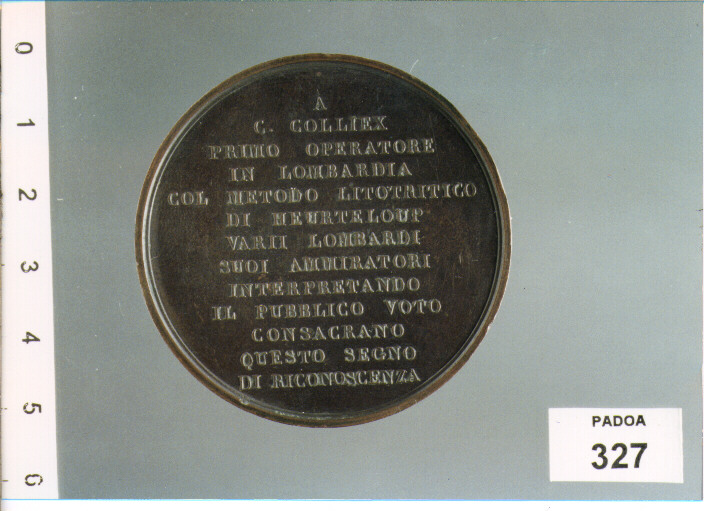 A
C. COLLIEX
PRIMO OPERATORE
IN LOMBARDIA
COL METODO LITOTRITICO
DI HEURTELOUP
VARII LOMBARDI
SUOI AMMIRATORI
INTERPRETANDO
IL PUBBLICO VOTO
CONSACRANO
QUESTO SEGNO
DI RICONOSCENZA
0
1
2
3
4
5
6
PADOA
327